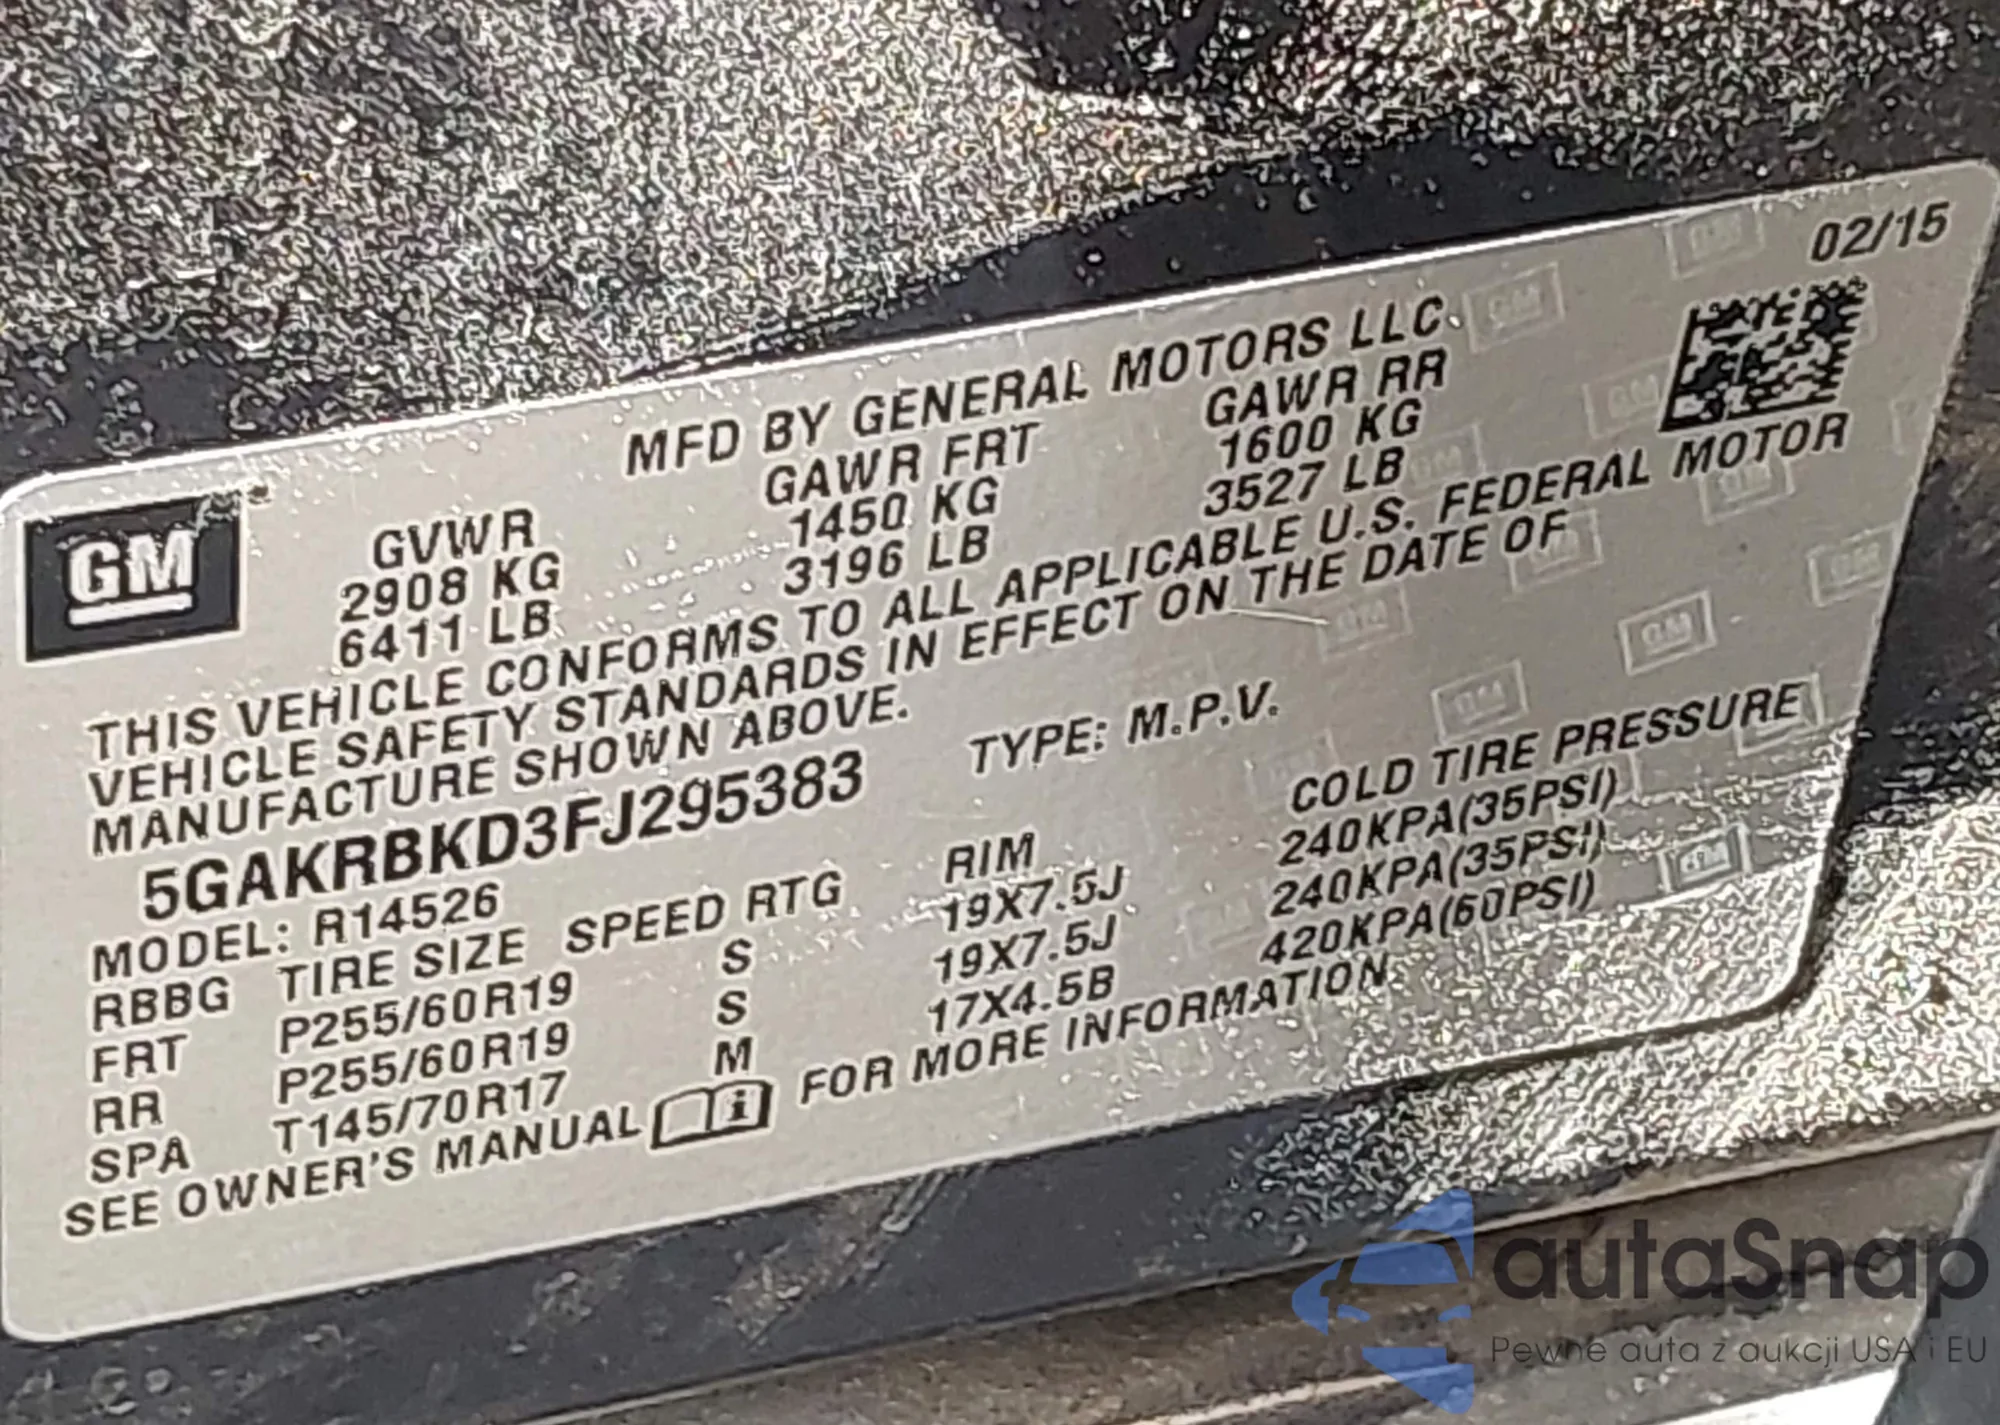 02/15
MFD BY GENERAL MOTORS LLC
GM
GVWR GAWR FRT GAWR RR
2908 KG 1450 KG 1600 KG
6411 LB 3196 LB 3527 LB
THIS VEHICLE CONFORMS TO ALL APPLICABLE U.S. FEDERAL MOTOR
VEHICLE SAFETY STANDARDS IN EFFECT ON THE DATE OF
MANUFACTURE SHOWN ABOVE.
5GAKRBKD3FJ295383 TYPE: M.P.V.
MODEL: R14526
RBBG TIRE SIZE SPEED RTG RIM COLD TIRE PRESSURE
FRT P255/60R19 S 19X7.5J 240KPA(35PSI)
RR P255/60R19 S 19X7.5J 240KPA(35PSI)
SPA T145/70R17 M 17X4.5B 420KPA(60PSI)
SEE OWNER'S MANUAL i FOR MORE INFORMATION
autaSnap
Pewne auta z aukcji USA i EU